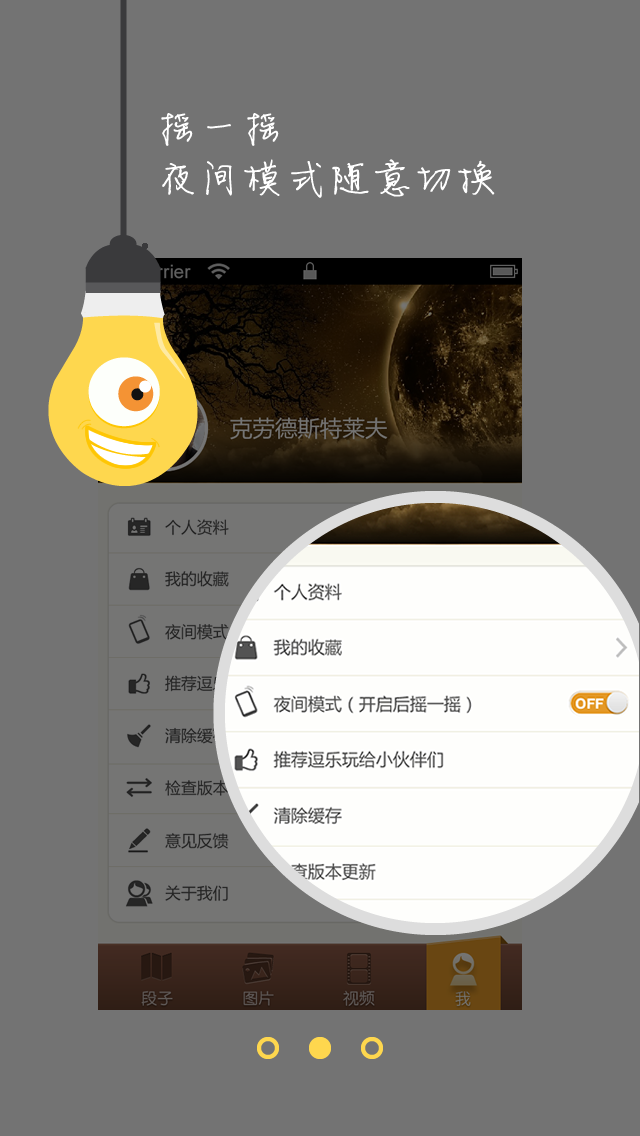 摇一摇
夜间模式随意切换
rrier
克劳德斯特莱夫
个人资料
我的收藏
夜间模式
推荐逗乐
清除缓存
检查版本
意见反馈
关于我们
个人资料
我的收藏
夜间模式（开启后摇一摇）
OFF
推荐逗乐玩给小伙伴们
清除缓存
查版本更新
段子
图片
视频
我